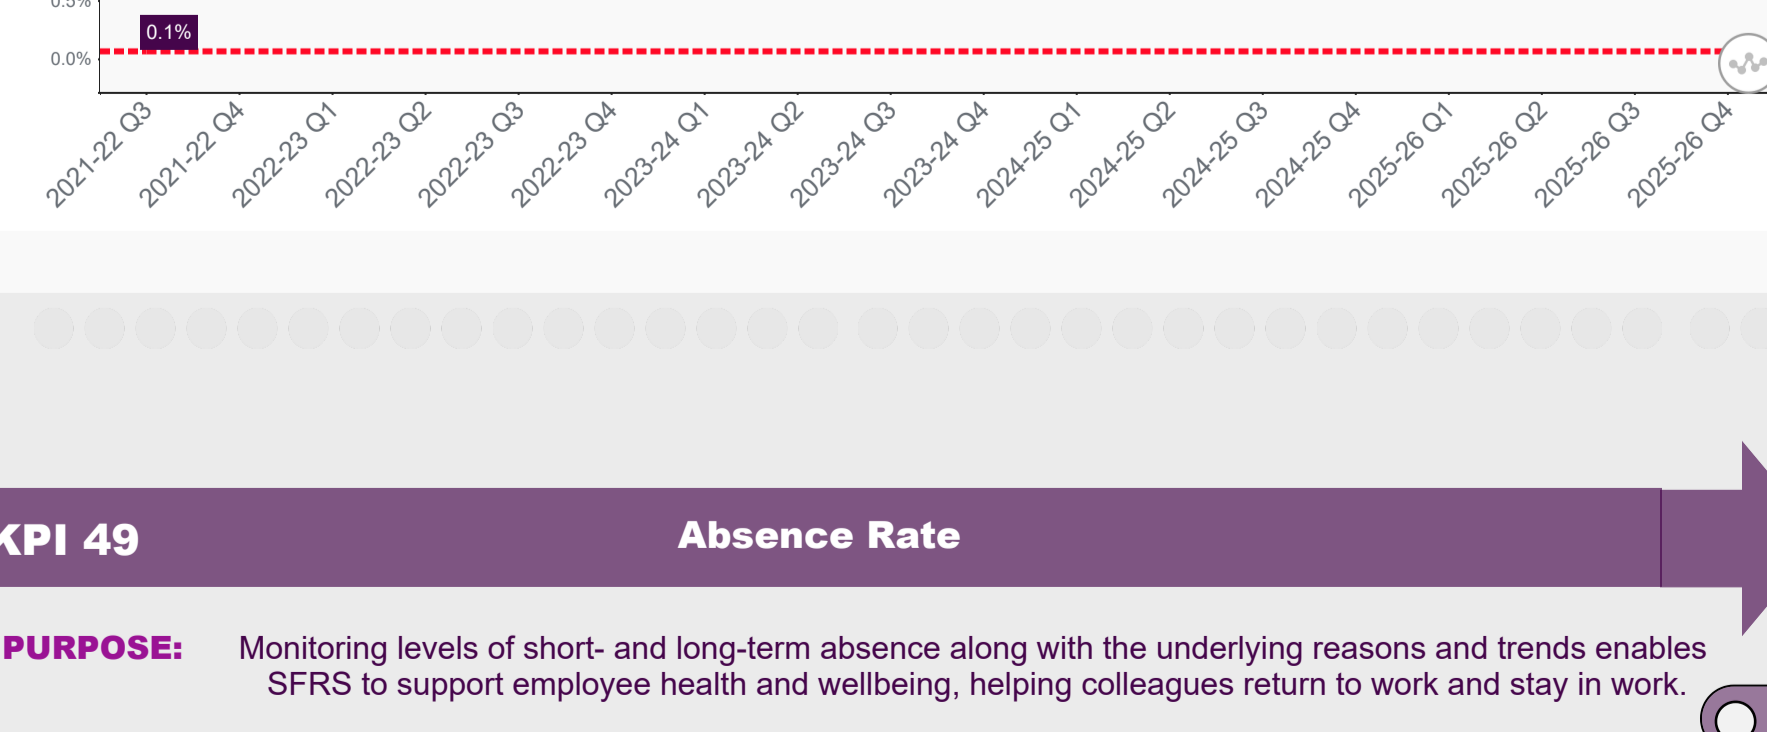 0.5%
0.1%
0.0%
2021-22 Q3
2021-22 Q4
2022-23 Q1
2022-23 Q2
2022-23 Q3
2022-23 Q4
2023-24 Q1
2023-24 Q2
2023-24 Q3
2023-24 Q4
2024-25 Q1
2024-25 Q2
2024-25 Q3
2024-25 Q4
2025-26 Q1
2025-26 Q2
2025-26 Q3
2025-26 Q4
KPI 49
Absence Rate
PURPOSE:
Monitoring levels of short- and long-term absence along with the underlying reasons and trends enables
SFRS to support employee health and wellbeing, helping colleagues return to work and stay in work.